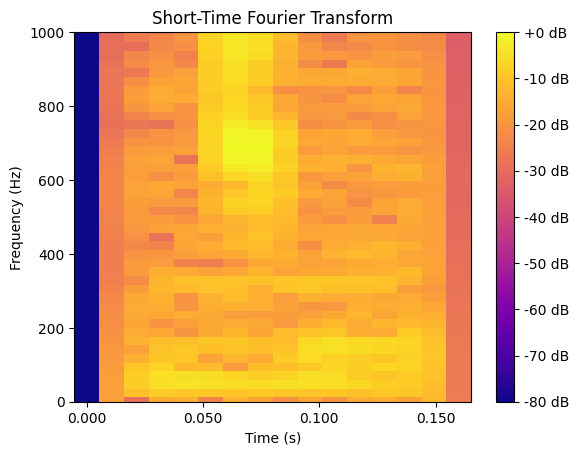 Short-Time Fourier Transform
Frequency (Hz)
1000
800
600
400
200
0
0.000
0.050
0.100
0.150
Time (s)
+0 dB
-10 dB
-20 dB
-30 dB
-40 dB
-50 dB
-60 dB
-70 dB
-80 dB